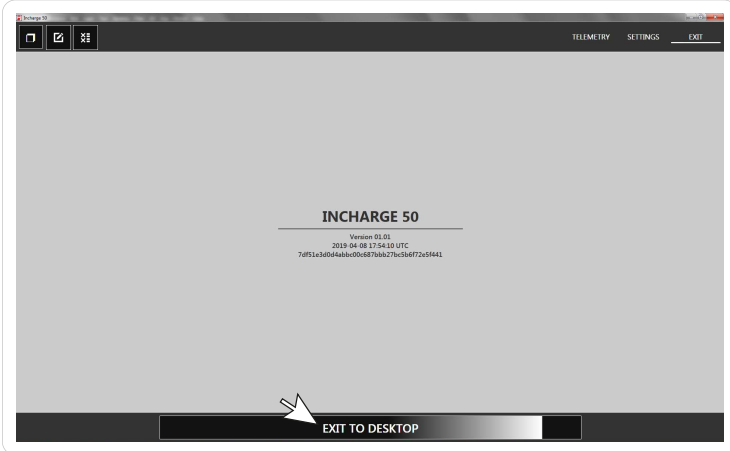 Incharge 50
TELEMETRY SETTINGS EXIT
INCHARGE 50
Version 01.01
2019-04-08 17:54:10 UTC
7df51e3d0d4abbc00c687bbb27bc5b6f72e5f441
EXIT TO DESKTOP